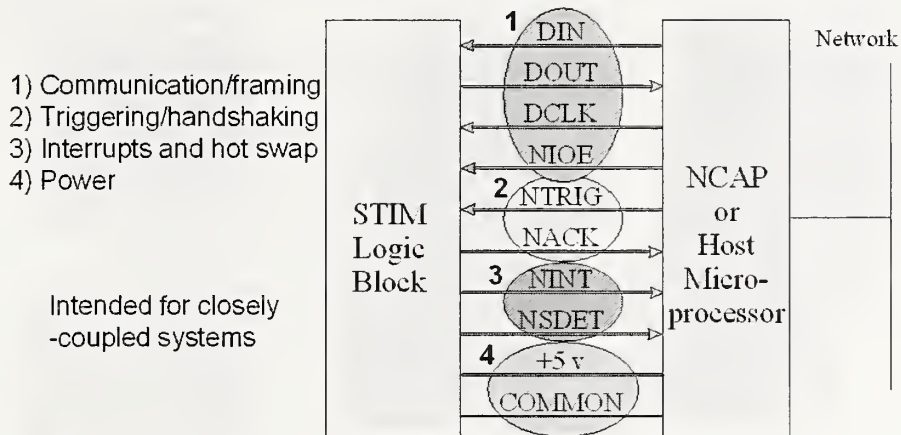 1) Communication/framing
2) Triggering/handshaking
3) Interrupts and hot swap
4) Power
Intended for closely
-coupled systems
STIM
Logic
Block
1
DIN
DOUT
DCLK
NIOE
2
NTRIG
NACK
3
NINT
NSDET
4
+5 v
COMMON
NCAP
or
Host
Micro-
processor
Network